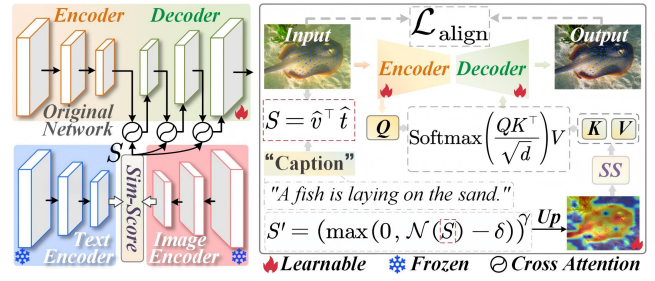 Encoder Decoder
Original
Network
S
Sim-Score
Text
Encoder
Image
Encoder
Input
L_align
Output
Encoder
Decoder
S = v̂^⊤ t̂
Q
Softmax(QK^⊤/√d)V
K V
"Caption"
SS
"A fish is laying on the sand."
S' = (max(0, N(S) − δ))^γ
Up
Learnable Frozen Cross Attention